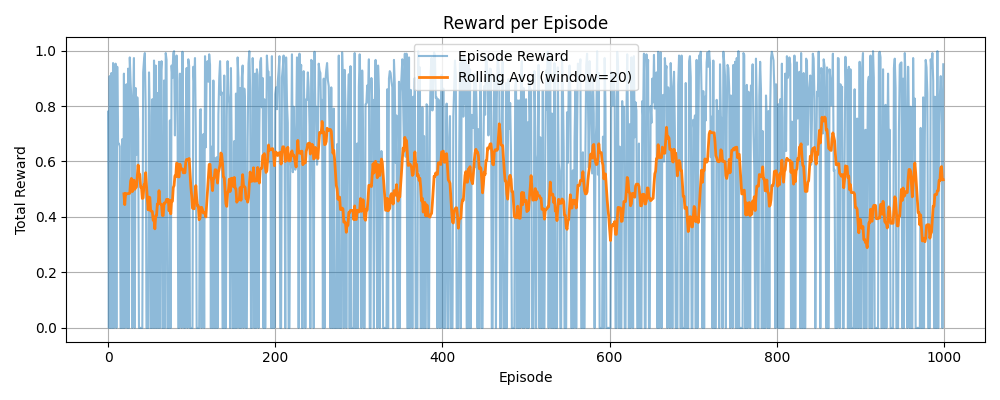 Reward per Episode
Episode Reward
Rolling Avg (window=20)
Total Reward
1.0
0.8
0.6
0.4
0.2
0.0
0 200 400 600 800 1000
Episode